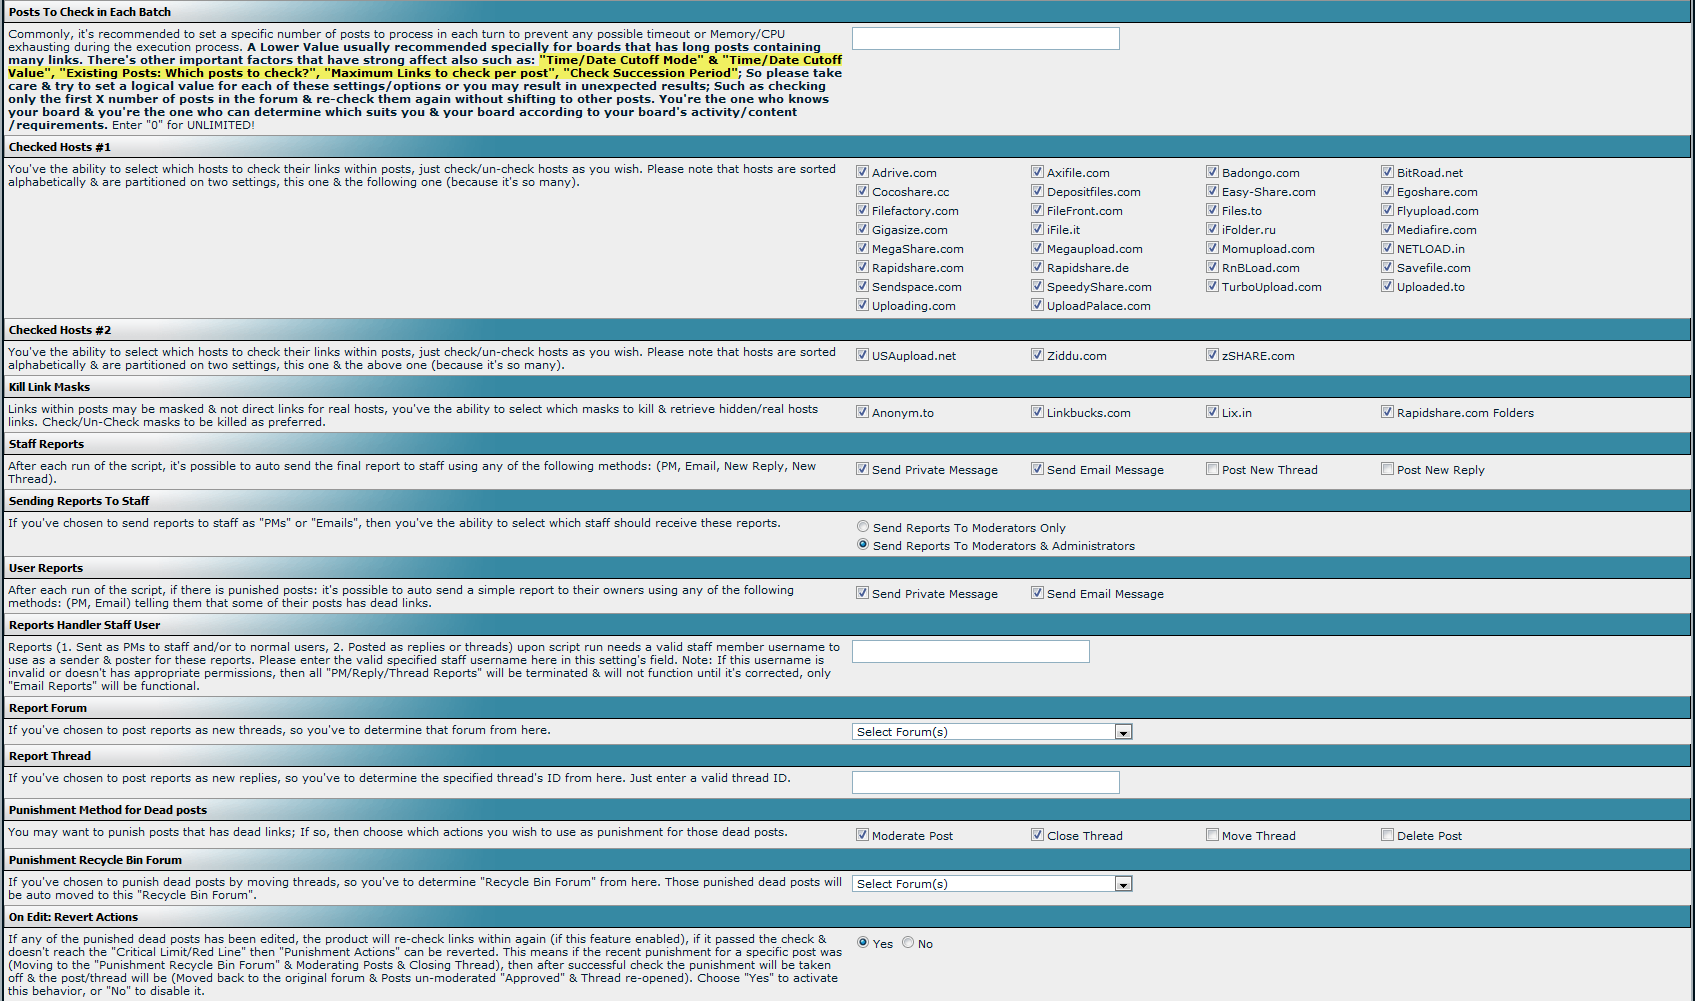 Posts To Check in Each Batch
Commonly, it's recommended to set a specific number of posts to process in each turn to prevent any possible timeout or Memory/CPU
exhausting during the execution process. A Lower Value usually recommended specially for boards that has long posts containing
many links. There's other important factors that have strong affect also such as: "Time/Date Cutoff Mode" & "Time/Date Cutoff
Value", "Existing Posts: Which posts to check?", "Maximum Links to check per post", "Check Succession Period"; So please take
care & try to set a logical value for each of these settings/options or you may result in unexpected results; Such as checking
only the first X number of posts in the forum & re-check them again without shifting to other posts. You're the one who knows
your board & you're the one who can determine which suits you & your board according to your board's activity/content
/requirements. Enter "0" for UNLIMITED!
Checked Hosts #1
You've the ability to select which hosts to check their links within posts, just check/un-check hosts as you wish. Please note that hosts are sorted
alphabetically & are partitioned on two settings, this one & the following one (because it's so many).
Adrive.com Axifile.com Badongo.com BitRoad.net
Cocoshare.cc Depositfiles.com Easy-Share.com Egoshare.com
Filefactory.com FileFront.com Files.to Flyupload.com
Gigasize.com iFile.it iFolder.ru Mediafire.com
MegaShare.com Megaupload.com Momupload.com NETLOAD.in
Rapidshare.com Rapidshare.de RnBLoad.com Savefile.com
Sendspace.com SpeedyShare.com TurboUpload.com Uploaded.to
Uploading.com UploadPalace.com
Checked Hosts #2
You've the ability to select which hosts to check their links within posts, just check/un-check hosts as you wish. Please note that hosts are sorted
alphabetically & are partitioned on two settings, this one & the above one (because it's so many).
USAupload.net Ziddu.com zSHARE.com
Kill Link Masks
Links within posts may be masked & not direct links for real hosts, you've the ability to select which masks to kill & retrieve hidden/real hosts
links. Check/Un-Check masks to be killed as preferred.
Anonym.to Linkbucks.com Lix.in Rapidshare.com Folders
Staff Reports
After each run of the script, it's possible to auto send the final report to staff using any of the following methods: (PM, Email, New Reply, New
Thread).
Send Private Message Send Email Message Post New Thread Post New Reply
Sending Reports To Staff
If you've chosen to send reports to staff as "PMs" or "Emails", then you've the ability to select which staff should receive these reports.
Send Reports To Moderators Only
Send Reports To Moderators & Administrators
User Reports
After each run of the script, if there is punished posts: it's possible to auto send a simple report to their owners using any of the following
methods: (PM, Email) telling them that some of their posts has dead links.
Send Private Message Send Email Message
Reports Handler Staff User
Reports (1. Sent as PMs to staff and/or to normal users, 2. Posted as replies or threads) upon script run needs a valid staff member username to
use as a sender & poster for these reports. Please enter the valid specified staff username here in this setting's field. Note: If this username is
invalid or doesn't has appropriate permissions, then all "PM/Reply/Thread Reports" will be terminated & will not function until it's corrected, only
"Email Reports" will be functional.
Report Forum
If you've chosen to post reports as new threads, so you've to determine that forum from here.
Select Forum(s)
Report Thread
If you've chosen to post reports as new replies, so you've to determine the specified thread's ID from here. Just enter a valid thread ID.
Punishment Method for Dead posts
You may want to punish posts that has dead links; If so, then choose which actions you wish to use as punishment for those dead posts.
Moderate Post Close Thread Move Thread Delete Post
Punishment Recycle Bin Forum
If you've chosen to punish dead posts by moving threads, so you've to determine "Recycle Bin Forum" from here. Those punished dead posts will
be auto moved to this "Recycle Bin Forum".
Select Forum(s)
On Edit: Revert Actions
If any of the punished dead posts has been edited, the product will re-check links within again (if this feature enabled), if it passed the check &
doesn't reach the "Critical Limit/Red Line" then "Punishment Actions" can be reverted. This means if the recent punishment for a specific post was
(Moving to the "Punishment Recycle Bin Forum" & Moderating Posts & Closing Thread), then after successful check the punishment will be taken
off & the post/thread will be (Moved back to the original forum & Posts un-moderated "Approved" & Thread re-opened). Choose "Yes" to activate
this behavior, or "No" to disable it.
Yes No